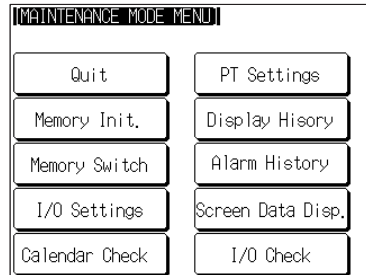 [MAINTENANCE MODE MENU]
Quit
PT Settings
Memory Init.
Display Hisory
Memory Switch
Alarm History
I/O Settings
Screen Data Disp.
Calendar Check
I/O Check